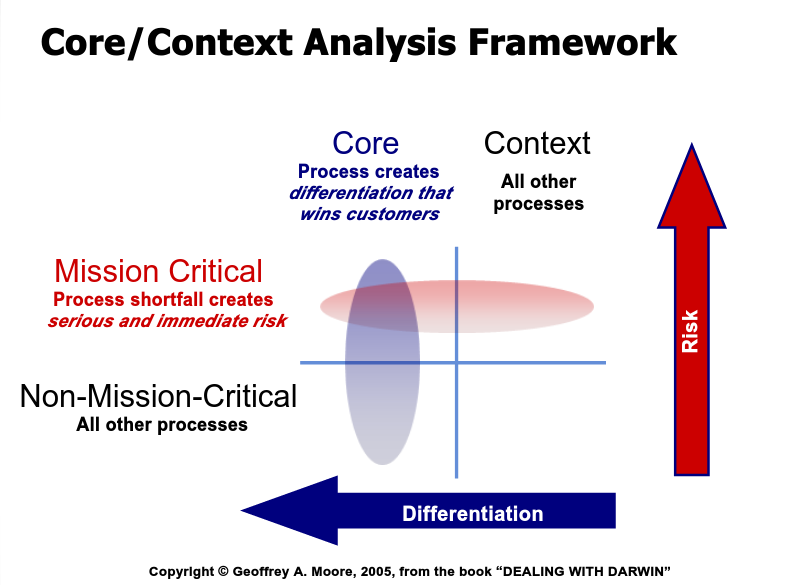 Core/Context Analysis Framework
Core
Process creates
differentiation that
wins customers
Context
All other
processes
Mission Critical
Process shortfall creates
serious and immediate risk
Risk
Non-Mission-Critical
All other processes
Differentiation
Copyright © Geoffrey A. Moore, 2005, from the book “DEALING WITH DARWIN”